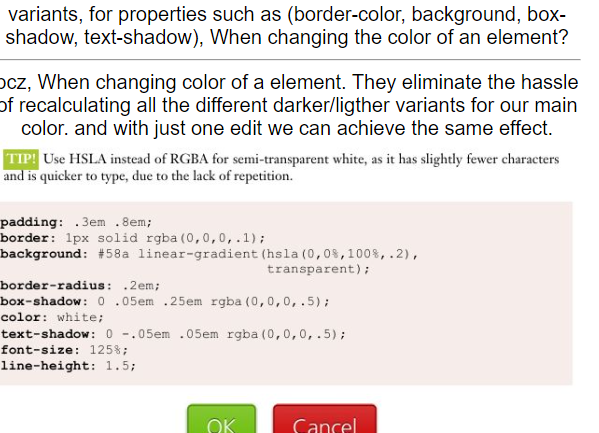 variants, for properties such as (border-color, background, box-
shadow, text-shadow), When changing the color of an element?
ocz, When changing color of a element. They eliminate the hassle
of recalculating all the different darker/ligther variants for our main
color. and with just one edit we can achieve the same effect.
TIP! Use HSLA instead of RGBA for semi-transparent white, as it has slightly fewer characters
and is quicker to type, due to the lack of repetition.
padding: .3em .8em;
border: 1px solid rgba(0,0,0,.1);
background: #58a linear-gradient(hsla(0,0%,100%,.2),
transparent);
border-radius: .2em;
box-shadow: 0 .05em .25em rgba(0,0,0,.5);
color: white;
text-shadow: 0 -.05em .05em rgba(0,0,0,.5);
font-size: 125%;
line-height: 1.5;
OK Cancel